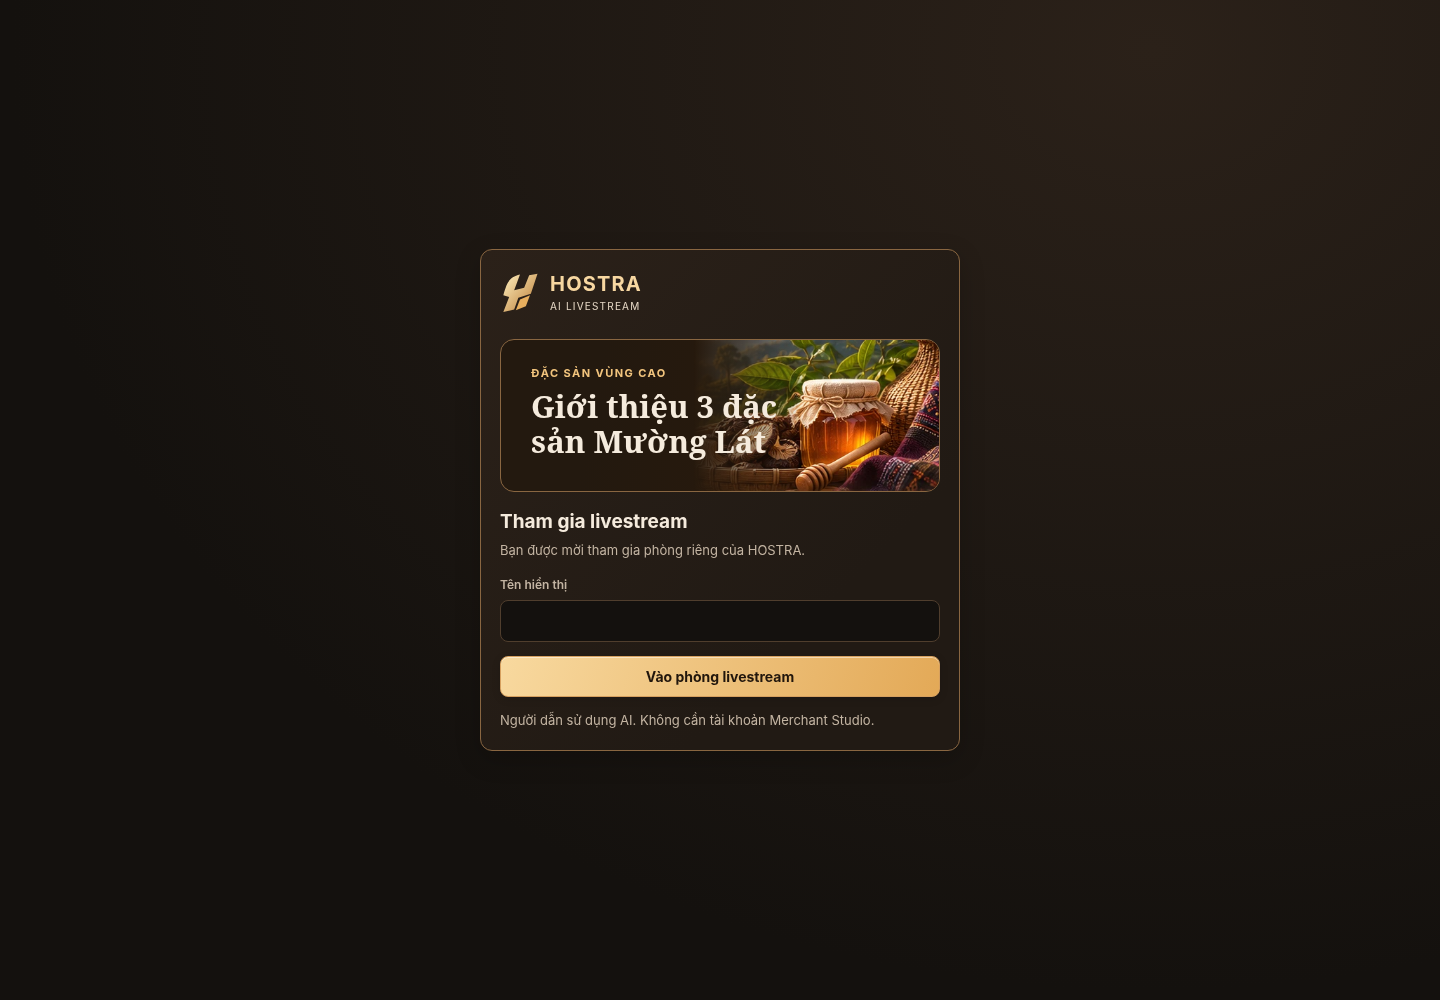 HOSTRA
AI LIVESTREAM
ĐẶC SẢN VÙNG CAO
Giới thiệu 3 đặc
sản Mường Lát
Tham gia livestream
Bạn được mời tham gia phòng riêng của HOSTRA.
Tên hiển thị
Vào phòng livestream
Người dẫn sử dụng AI. Không cần tài khoản Merchant Studio.